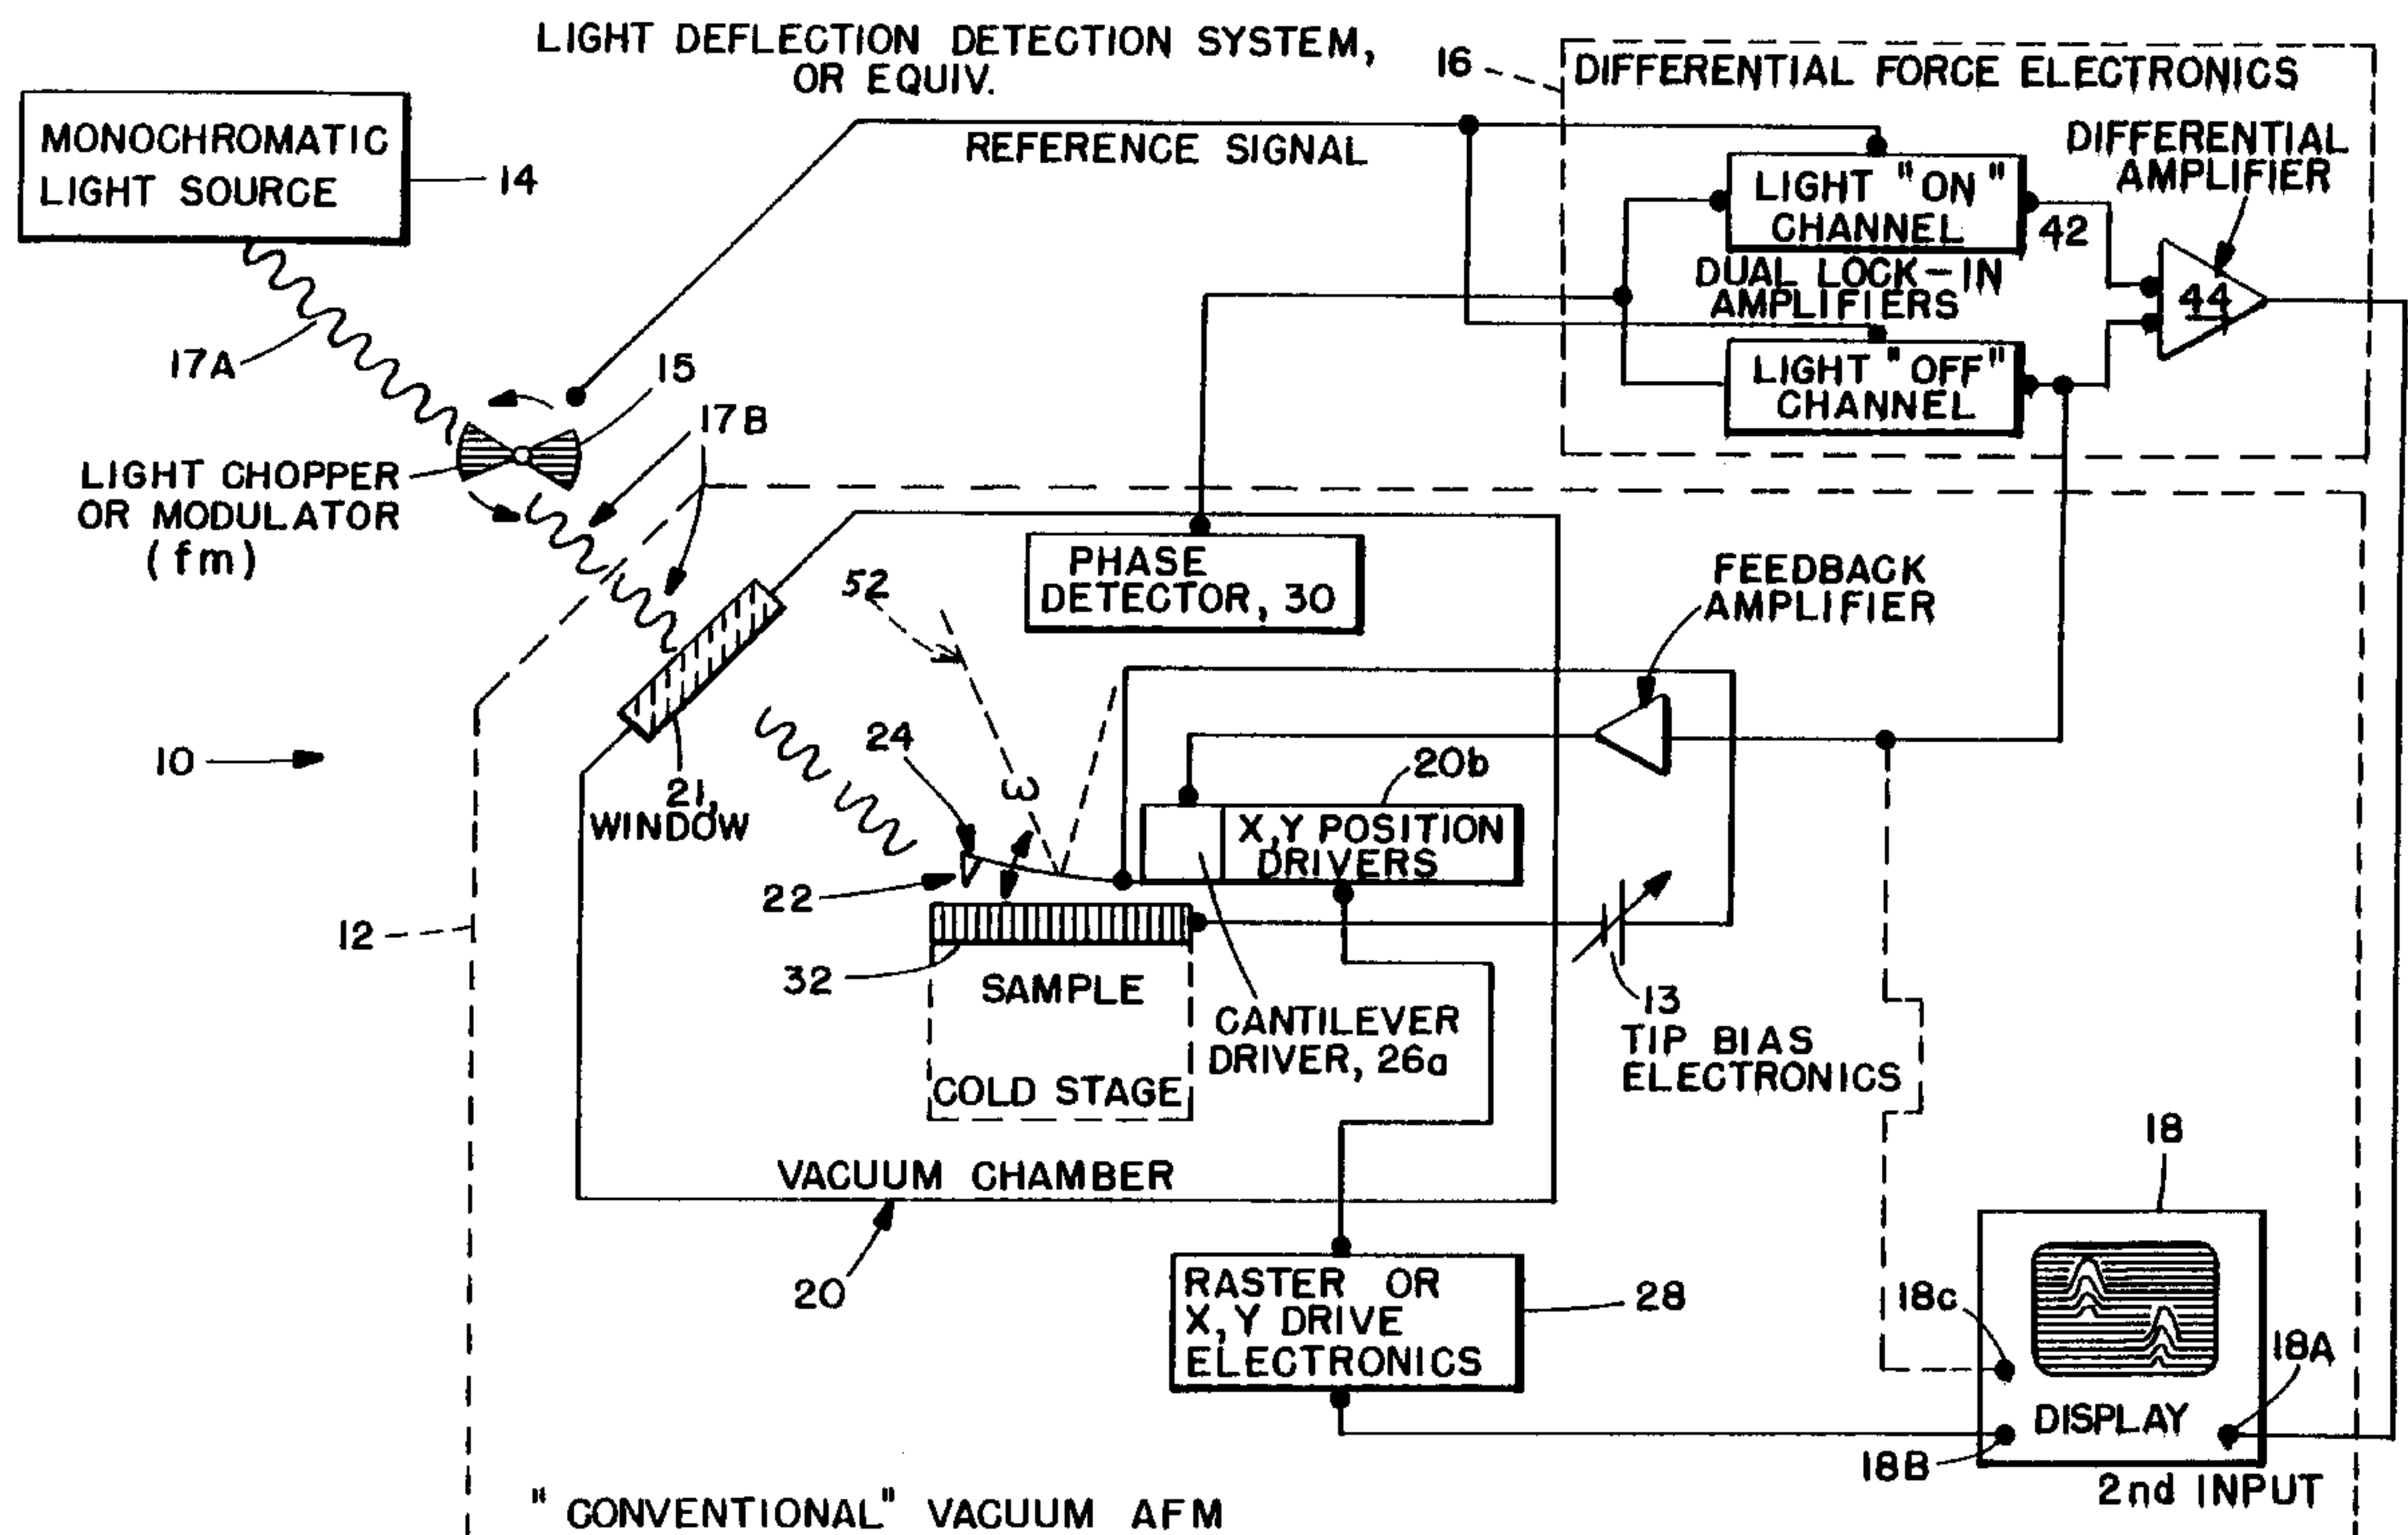 LIGHT DEFLECTION DETECTION SYSTEM,
OR EQUIV.
16
DIFFERENTIAL FORCE ELECTRONICS
MONOCHROMATIC
LIGHT SOURCE
14
REFERENCE SIGNAL
DIFFERENTIAL
AMPLIFIER
LIGHT "ON"
CHANNEL
42
DUAL LOCK-IN
AMPLIFIERS
44
LIGHT "OFF"
CHANNEL
17A
15
17B
LIGHT CHOPPER
OR MODULATOR
(fm)
PHASE
DETECTOR, 30
52
FEEDBACK
AMPLIFIER
10
21,
WINDOW
24
ω
20b
X,Y POSITION
DRIVERS
22
12
32
SAMPLE
CANTILEVER
DRIVER, 26a
13
TIP BIAS
ELECTRONICS
COLD STAGE
VACUUM CHAMBER
20
18
RASTER OR
X,Y DRIVE
ELECTRONICS
28
18c
18A
DISPLAY
18B
2nd INPUT
"CONVENTIONAL" VACUUM AFM